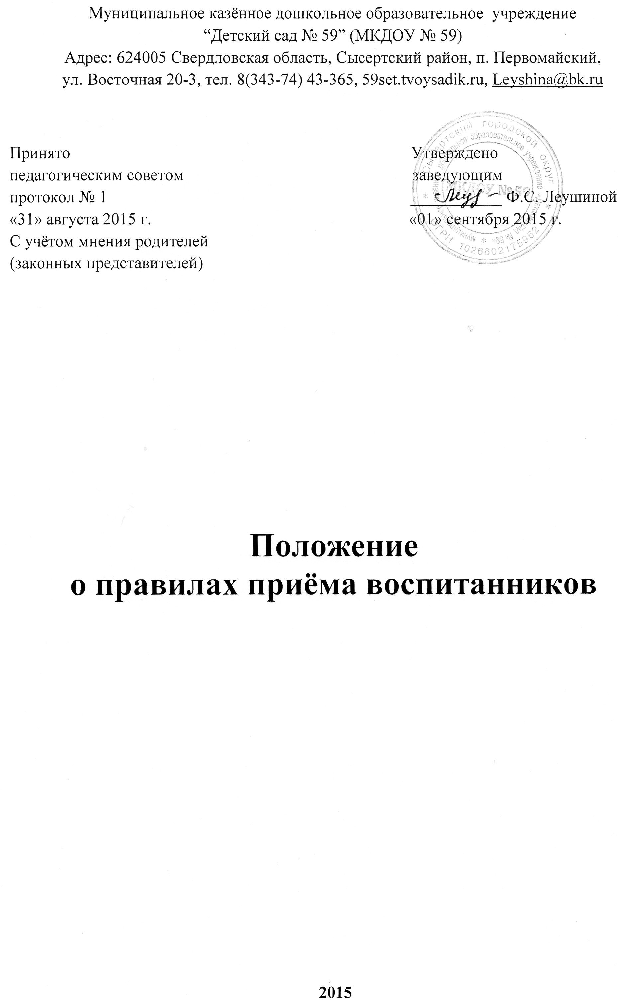 Муниципальное казённое дошкольное образовательное учреждение
“Детский сад № 59” (МКДОУ № 59)
Адрес: 624005 Свердловская область, Сысертский район, п. Первомайский,
ул. Восточная 20-3, тел. 8(343-74) 43-365, 59set.tvoysadik.ru, Leyshina@bk.ru
Принято
педагогическим советом
протокол № 1
«31» августа 2015 г.
С учётом мнения родителей
(законных представителей)
Утверждено
заведующим
Ф.С. Леушиной
«01» сентября 2015 г.
* Сысертский городской округ *
ОГРН 1026602175962
муниципальное казённое дошкольное образовательное учреждение «Детский сад № 59» *
МКДОУ №59
Положение
о правилах приёма воспитанников
2015